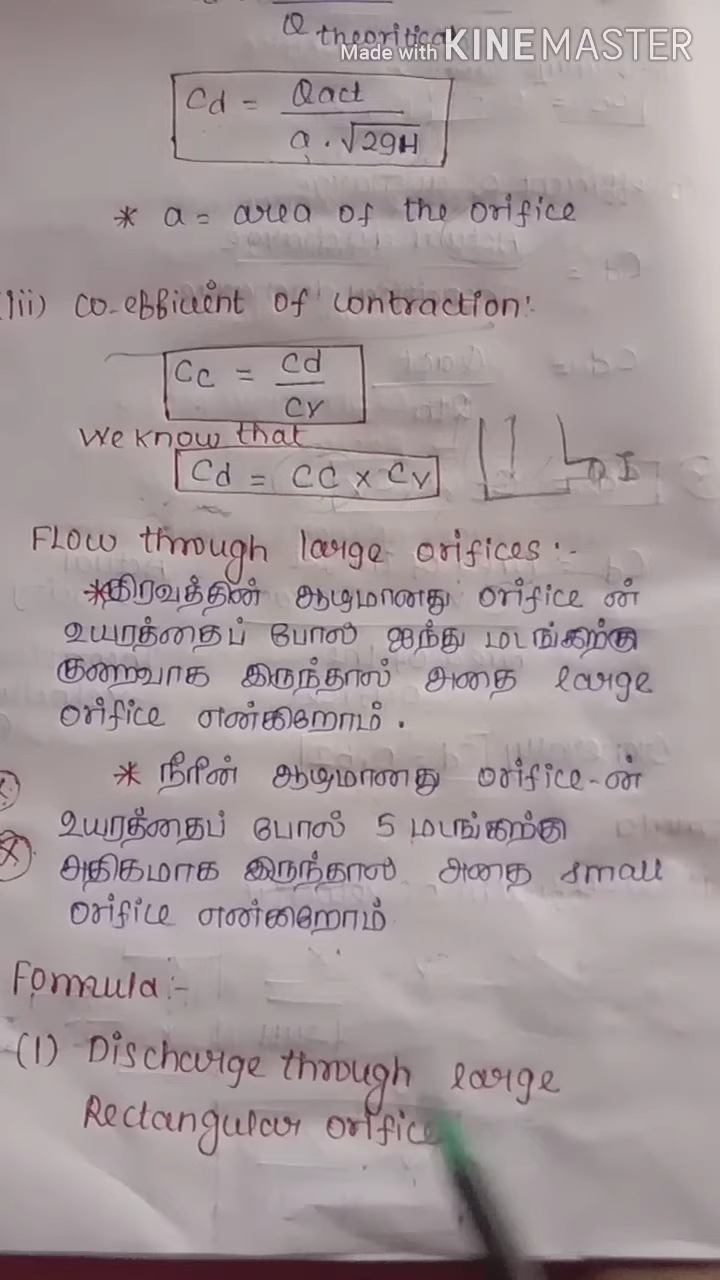 Q theoritical
Made with KINEMASTER
Cd = Qact / a . √2gH
* a = area of the orifice
(iii) co-efficient of contraction:
Cc = Cd / Cv
We know that
Cd = CC x Cv
Flow through large orifices :-
*திரவத்தின் ஆழமானது orifice ன்
உயரத்தைப் போல ஐந்து மடங்கிற்கு
குறைவாக இருந்தால் அதை large
orifice என்கிறோம்.
* நீரின் ஆழமானது orifice-ன்
உயரத்தைப் போல் 5 மடங்கிற்கு
அதிகமாக இருந்தால் அதை small
orifice என்கிறோம்
Formula :-
(1) Discharge through large
Rectangular orifice